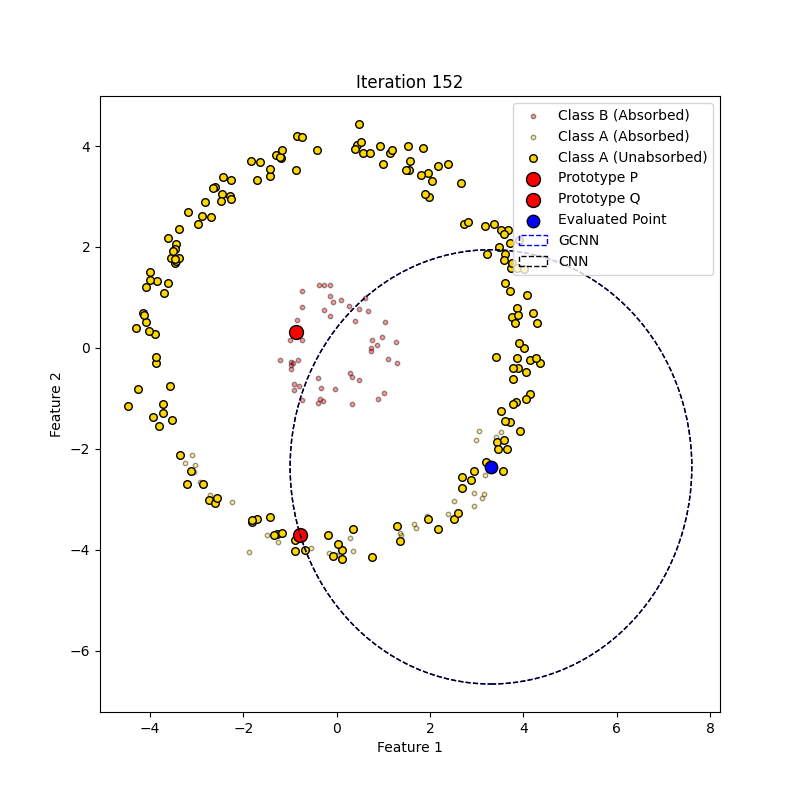 Iteration 152
Class B (Absorbed)
Class A (Absorbed)
Class A (Unabsorbed)
Prototype P
Prototype Q
Evaluated Point
GCNN
CNN
Feature 2
4
2
0
−2
−4
−6
−4
−2
0
2
4
6
8
Feature 1